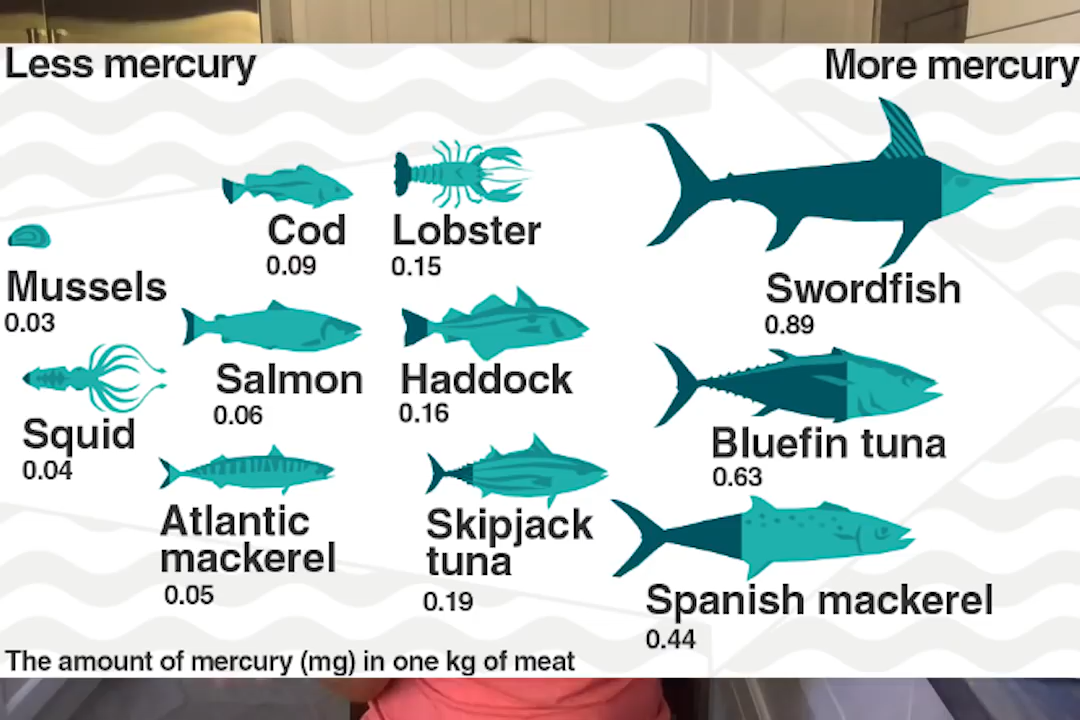 Less mercury
More mercury
Mussels
0.03
Squid
0.04
Cod
0.09
Salmon
0.06
Atlantic
mackerel
0.05
Lobster
0.15
Haddock
0.16
Skipjack
tuna
0.19
Swordfish
0.89
Bluefin tuna
0.63
Spanish mackerel
0.44
The amount of mercury (mg) in one kg of meat